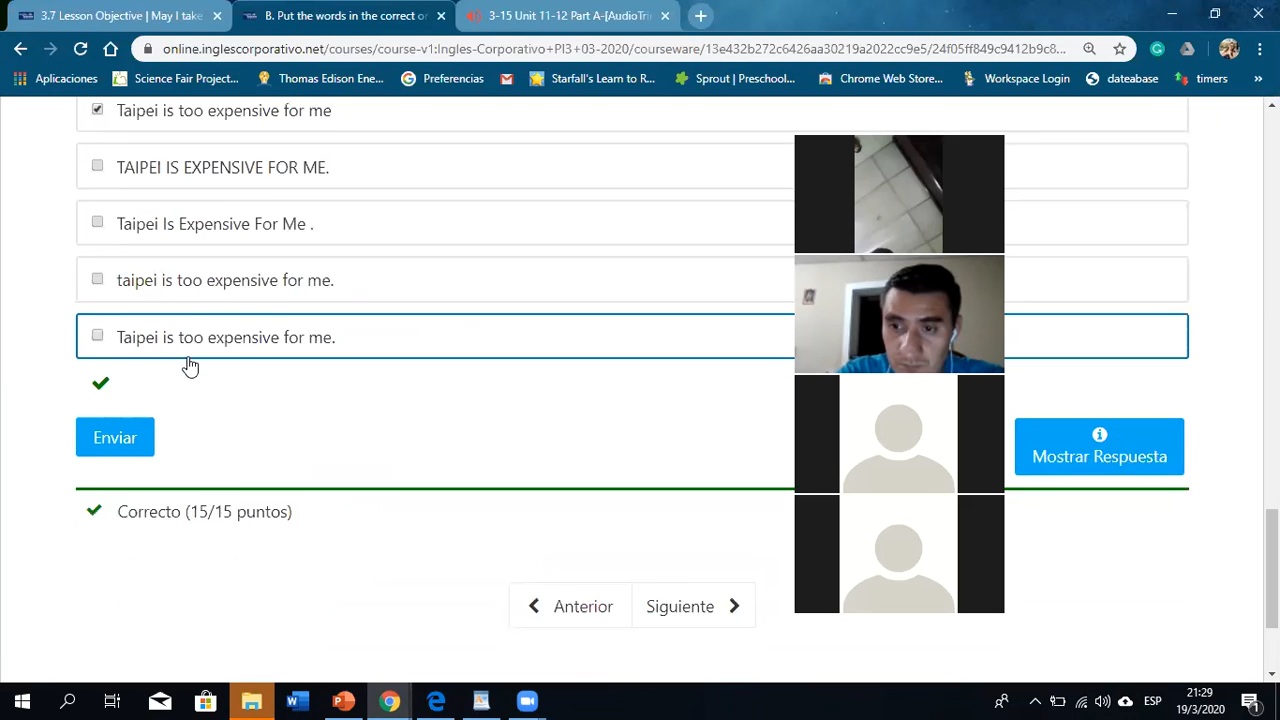 3.7 Lesson Objective | May I take
B. Put the words in the correct or
3-15 Unit 11-12 Part A-[AudioTri
online.inglescorporativo.net/courses/course-v1:Ingles-Corporativo+PI3+03-2020/courseware/13e432b272c6426aa30219a2022cc9e5/24f05ff849c9412b9c8...
Aplicaciones
Science Fair Project...
Thomas Edison Ene...
Preferencias
Starfall's Learn to R...
Sprout | Preschool...
Chrome Web Store...
Workspace Login
dateabase
timers
»
Taipei is too expensive for me
TAIPEI IS EXPENSIVE FOR ME.
Taipei Is Expensive For Me .
taipei is too expensive for me.
Taipei is too expensive for me.
Enviar
Mostrar Respuesta
Correcto (15/15 puntos)
Anterior
Siguiente
ESP
21:29
19/3/2020
1